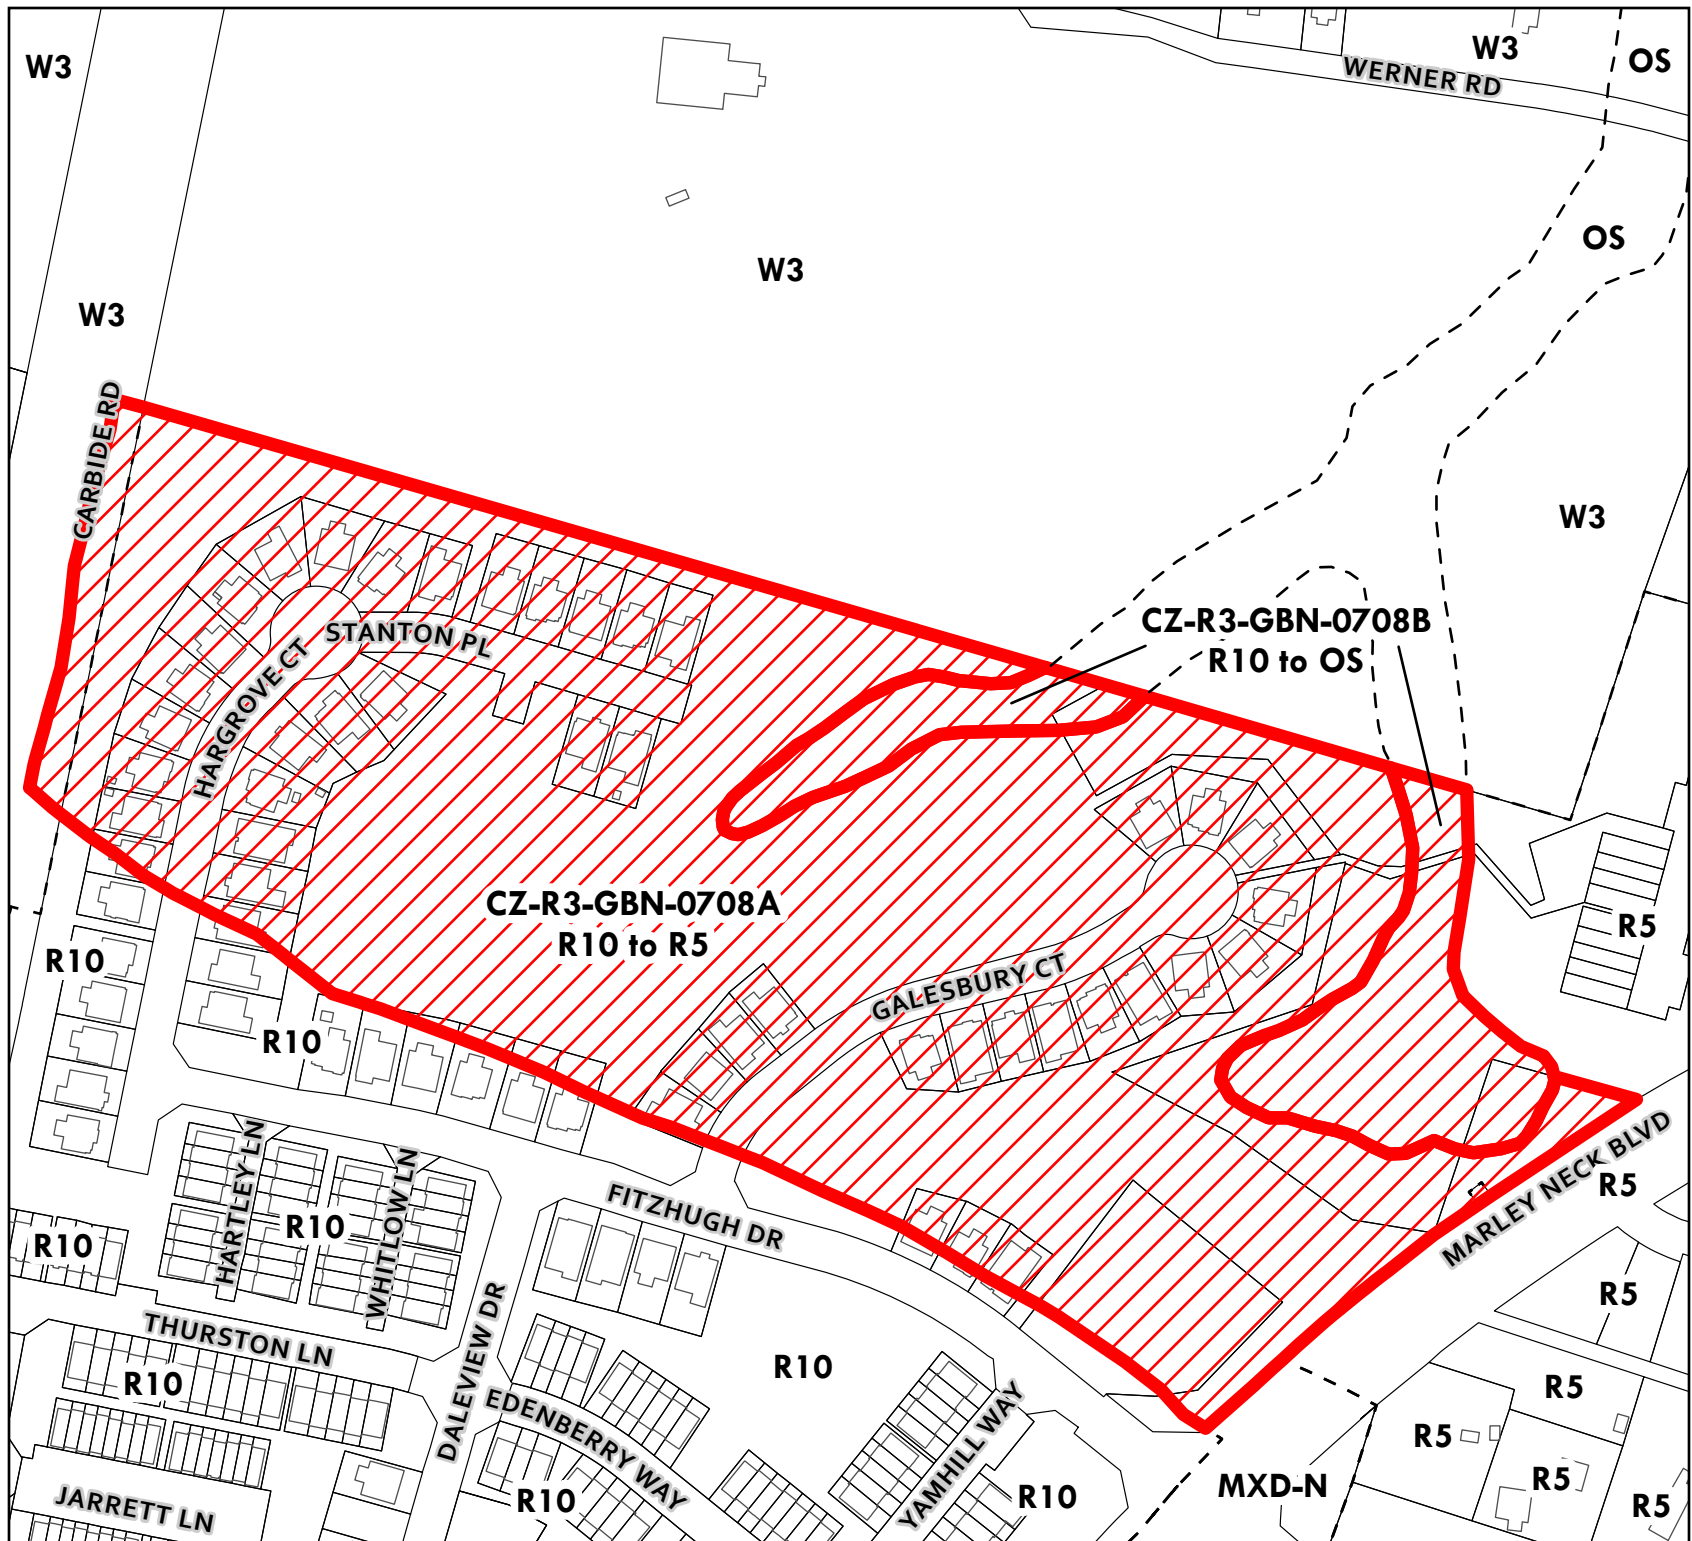 W3
W3
OS
WERNER RD
OS
W3
W3
CARBIDE RD
W3
CZ-R3-GBN-0708B
R10 to OS
STANTON PL
HARGROVE CT
CZ-R3-GBN-0708A
R10 to R5
R5
R10
GALESBURY CT
R10
MARLEY NECK BLVD
R5
HARTLEY LN
WHITLOW LN
FITZHUGH DR
R10
R10
R5
THURSTON LN
DALEVIEW DR
R10
R10
R5
EDENBERRY WAY
YAMHILL WAY
R5
R5
MXD-N
R10
R10
R5
JARRETT LN